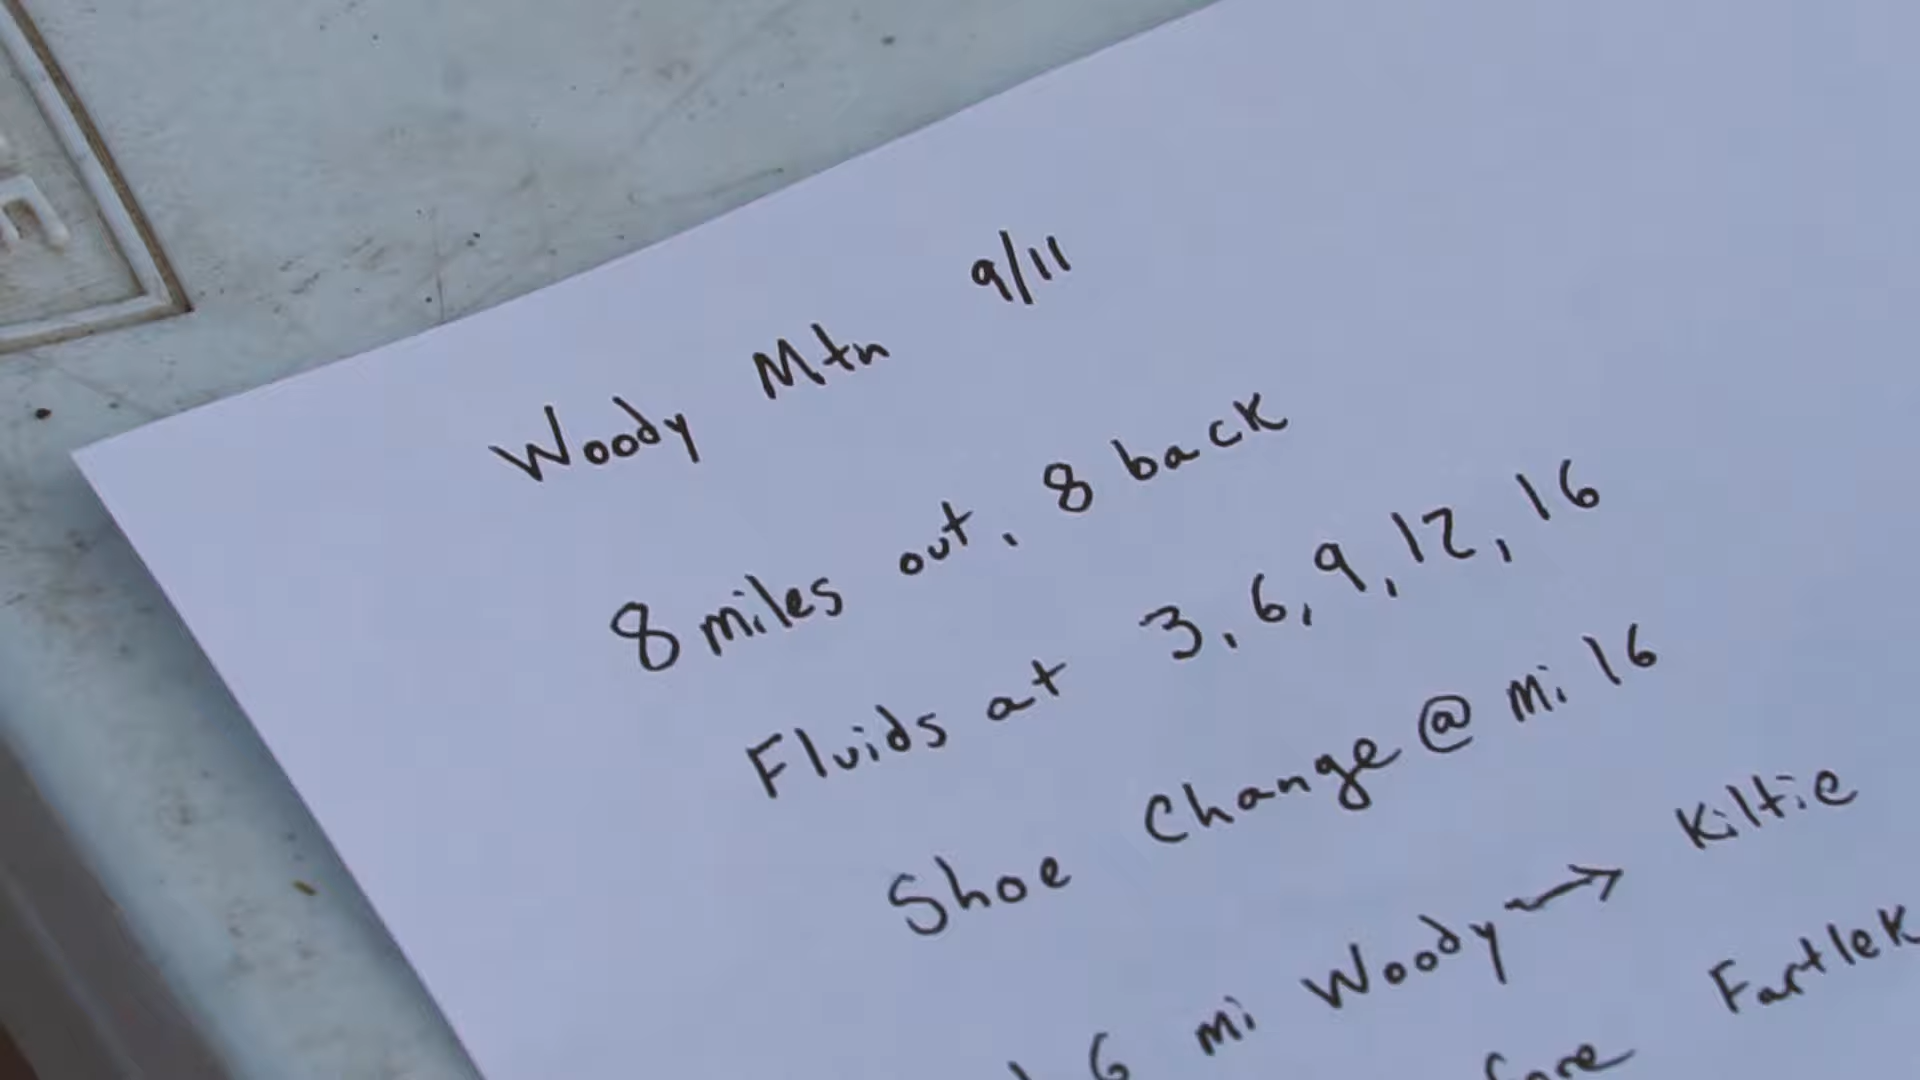 Woody Mtn 9/11
8 miles out, 8 back
Fluids at 3, 6, 9, 12, 16
Shoe Change @ mi 16
16 mi Woody → Kiltie
Fartlek